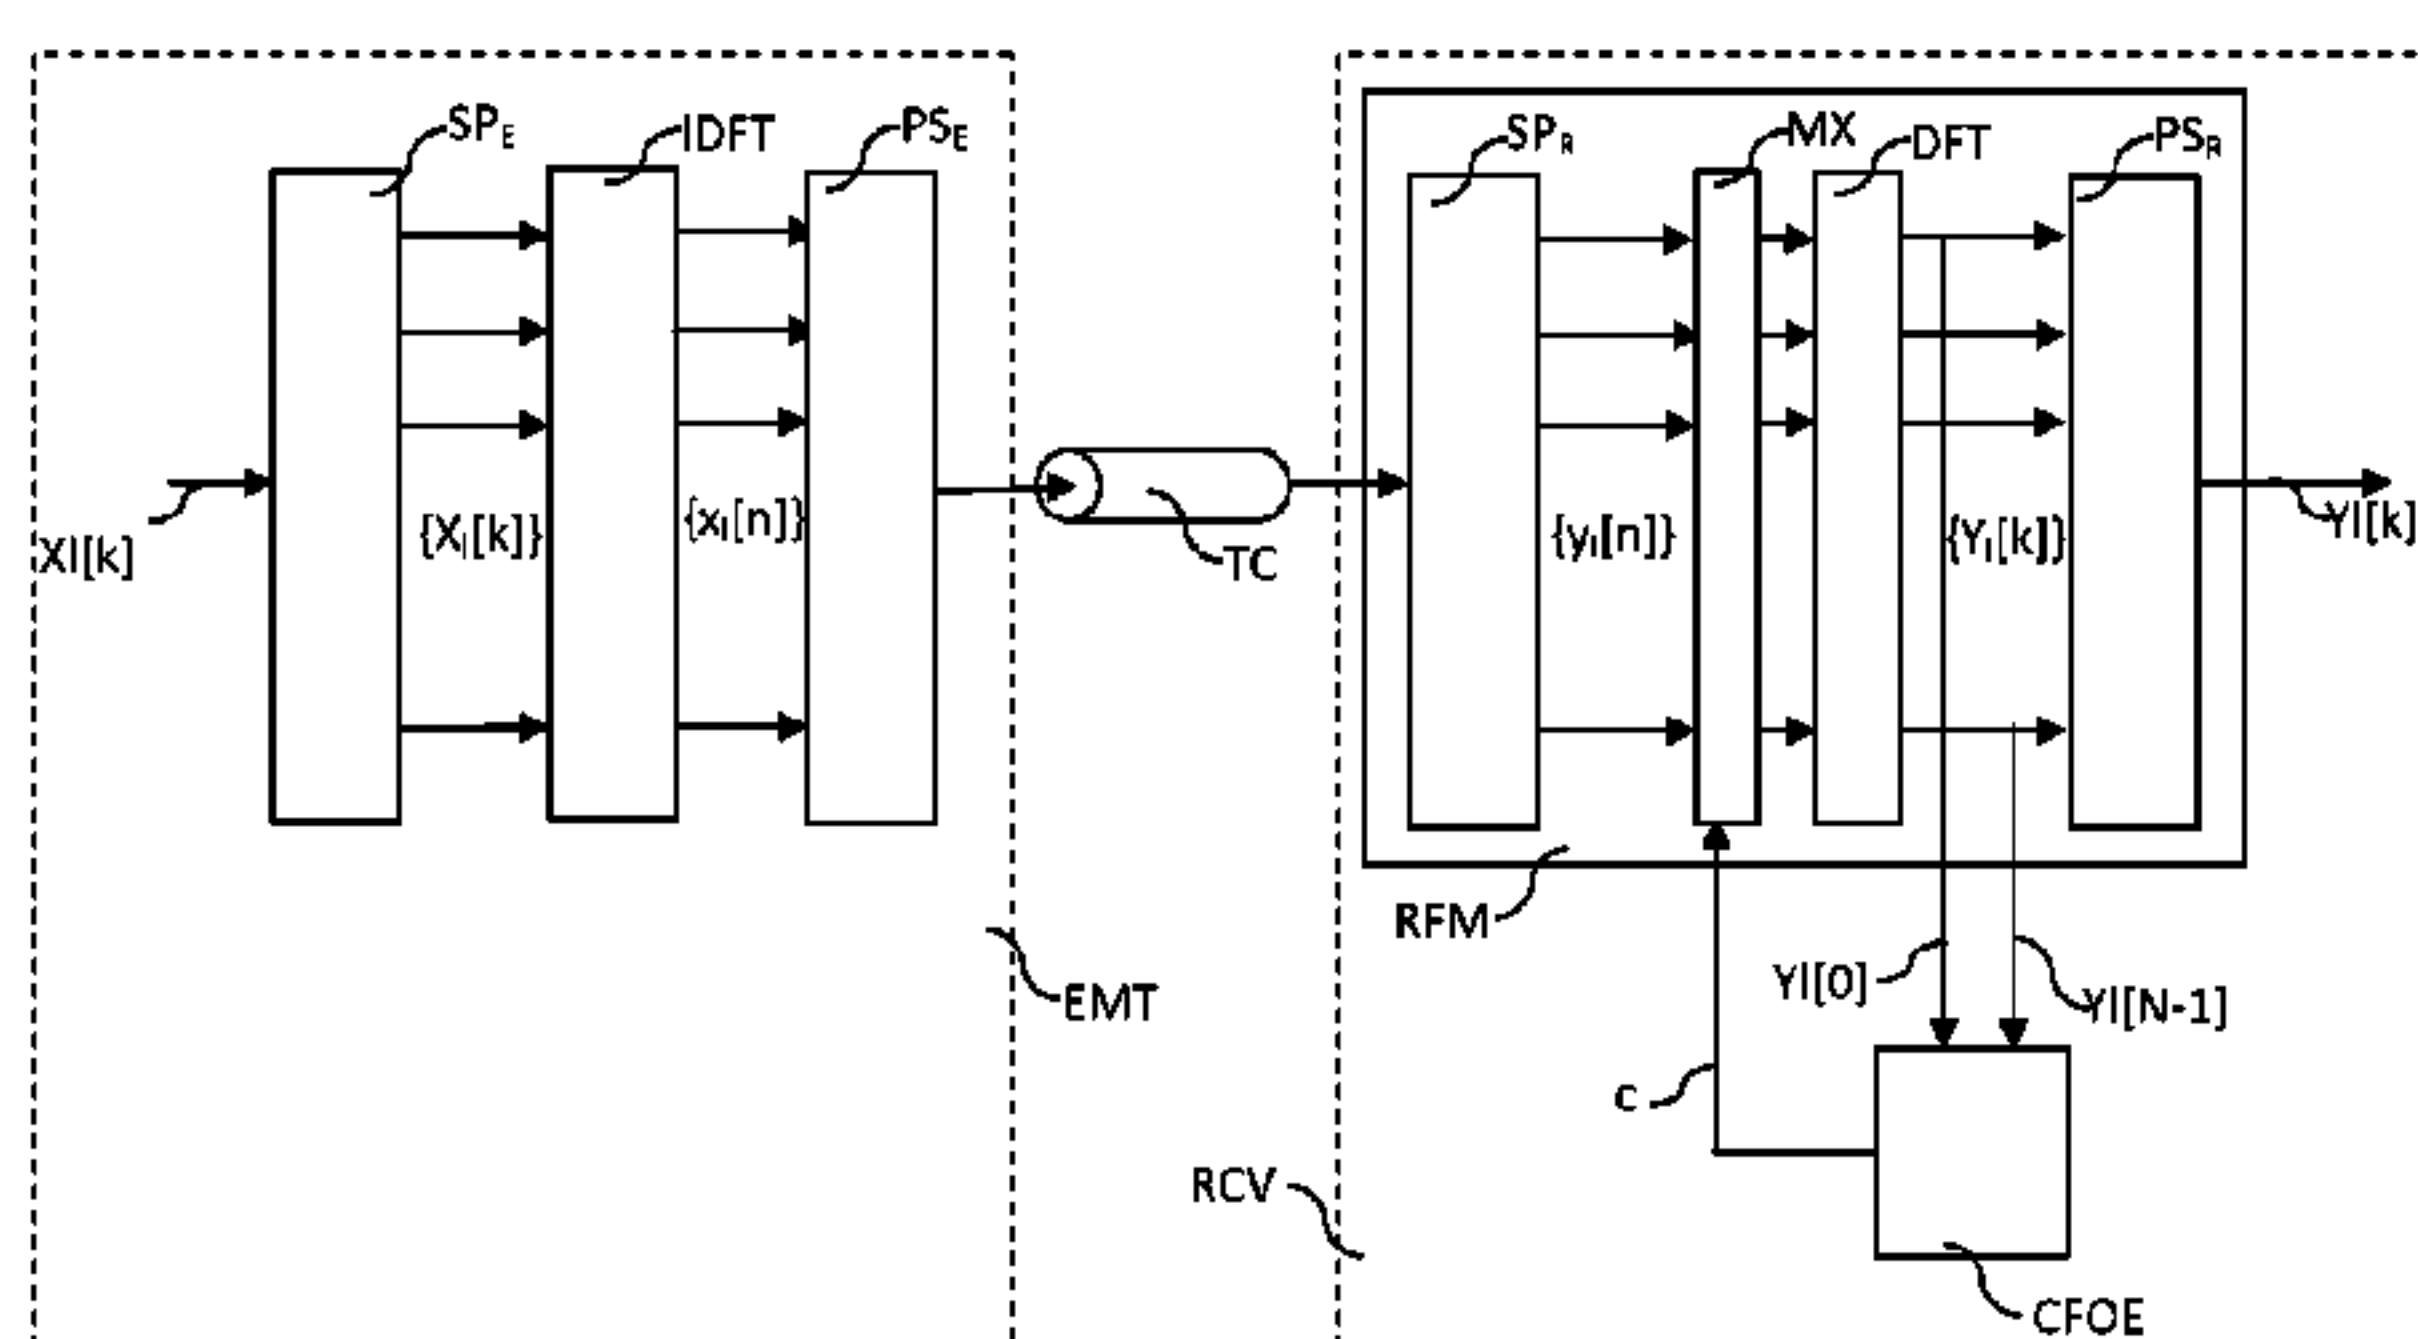 SPE
IDFT
PSE
SPR
MX
DFT
PSR
XI[k]
{XI[k]}
{xI[n]}
TC
{yI[n]}
{YI[k]}
YI[k]
RFM
EMT
YI[0]
YI[N-1]
c
RCV
CFOE